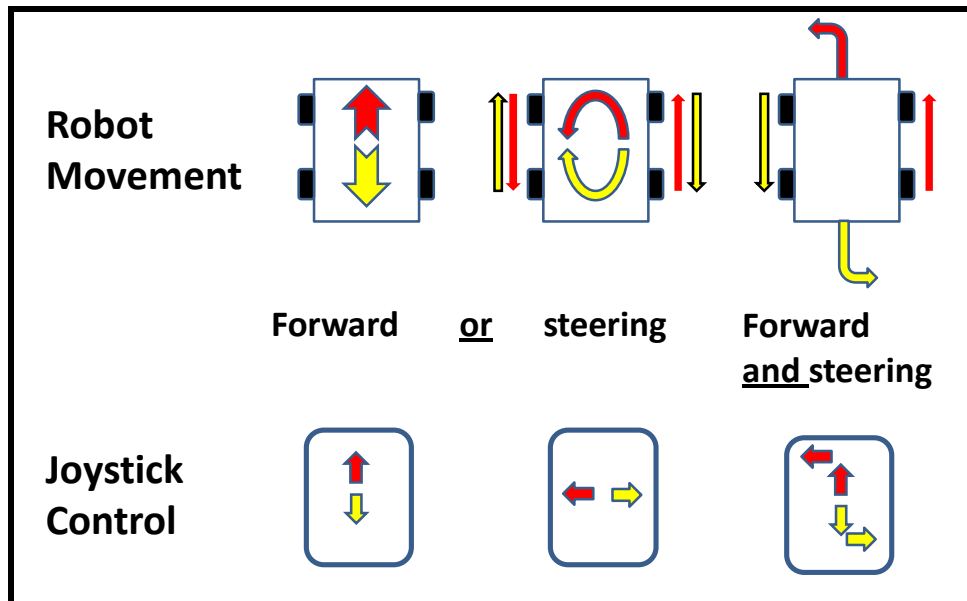 Robot
Movement
Forward or steering
Forward
and steering
Joystick
Control